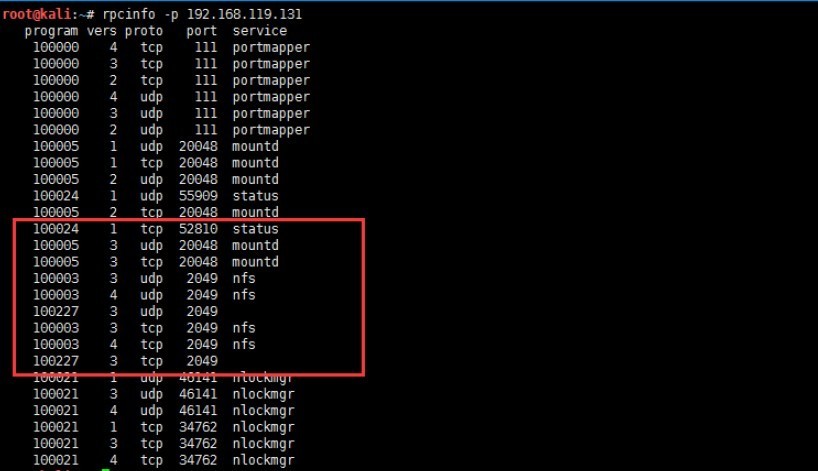 root@kali:~# rpcinfo -p 192.168.119.131
program vers proto port service
100000 4 tcp 111 portmapper
100000 3 tcp 111 portmapper
100000 2 tcp 111 portmapper
100000 4 udp 111 portmapper
100000 3 udp 111 portmapper
100000 2 udp 111 portmapper
100005 1 udp 20048 mountd
100005 1 tcp 20048 mountd
100005 2 udp 20048 mountd
100024 1 udp 55909 status
100005 2 tcp 20048 mountd
100024 1 tcp 52810 status
100005 3 udp 20048 mountd
100005 3 tcp 20048 mountd
100003 3 udp 2049 nfs
100003 4 udp 2049 nfs
100227 3 udp 2049
100003 3 tcp 2049 nfs
100003 4 tcp 2049 nfs
100227 3 tcp 2049
100021 1 udp 46141 nlockmgr
100021 3 udp 46141 nlockmgr
100021 4 udp 46141 nlockmgr
100021 1 tcp 34762 nlockmgr
100021 3 tcp 34762 nlockmgr
100021 4 tcp 34762 nlockmgr